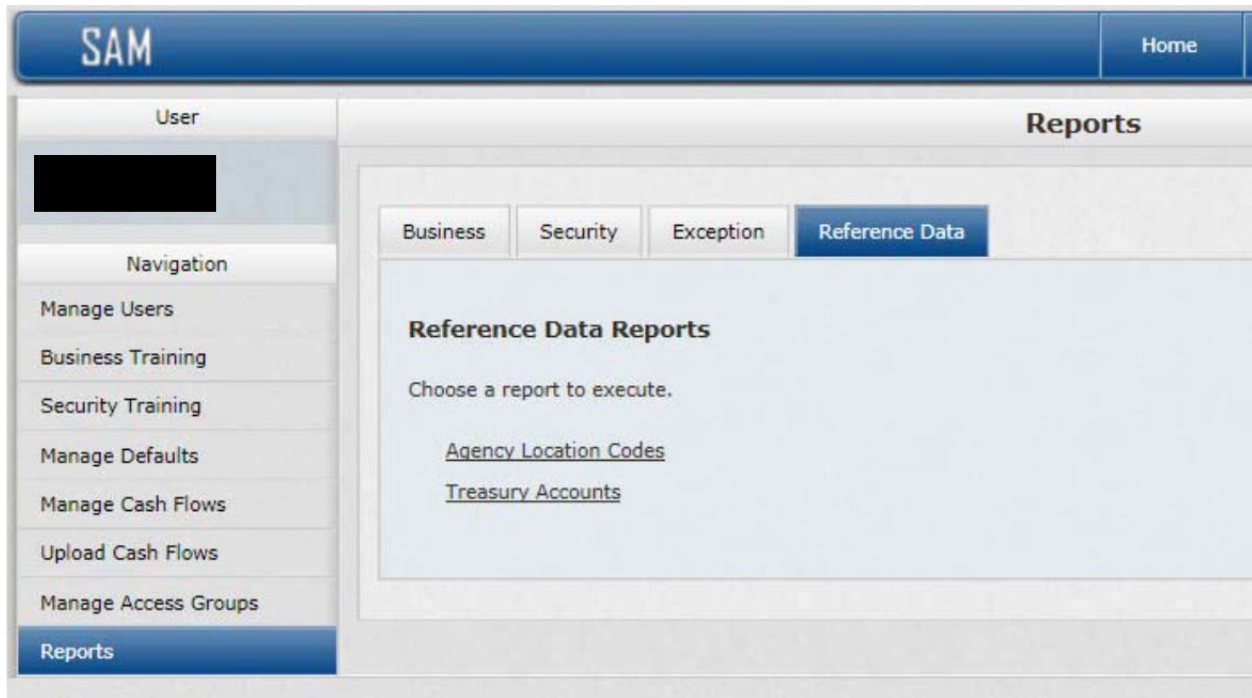 SAM
Home
User
Reports
Business
Security
Exception
Reference Data
Navigation
Manage Users
Business Training
Security Training
Manage Defaults
Manage Cash Flows
Upload Cash Flows
Manage Access Groups
Reports
Reference Data Reports
Choose a report to execute.
Agency Location Codes
Treasury Accounts